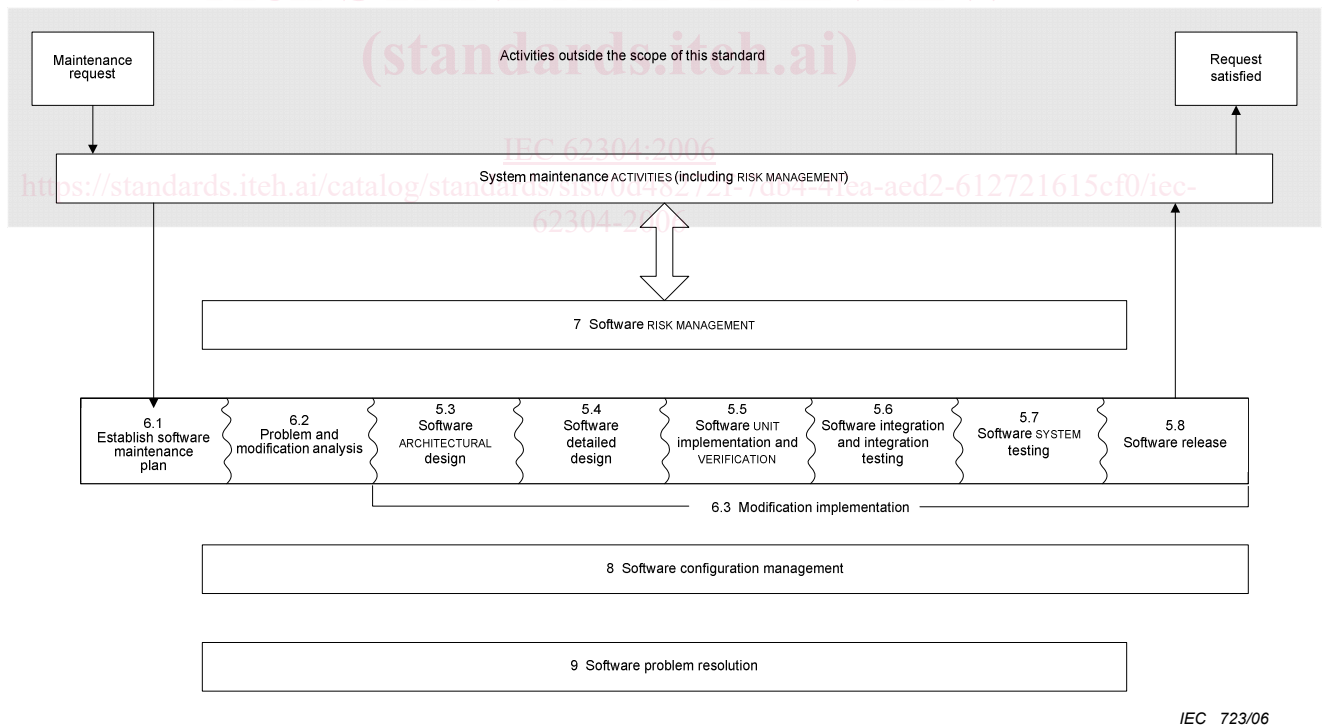 (standards.iteh.ai)
Maintenance
request
Activities outside the scope of this standard
Request
satisfied
IEC 62304:2006
System maintenance ACTIVITIES (including RISK MANAGEMENT)
https://standards.iteh.ai/catalog/standards/sist/0d48272f-7db4-4fea-aed2-612721615cf0/iec-
62304-2006
7 Software RISK MANAGEMENT
6.1
Establish software
maintenance
plan
6.2
Problem and
modification analysis
5.3
Software
ARCHITECTURAL
design
5.4
Software
detailed
design
5.5
Software UNIT
implementation and
VERIFICATION
5.6
Software integration
and integration
testing
5.7
Software SYSTEM
testing
5.8
Software release
6.3 Modification implementation
8 Software configuration management
9 Software problem resolution
IEC 723/06